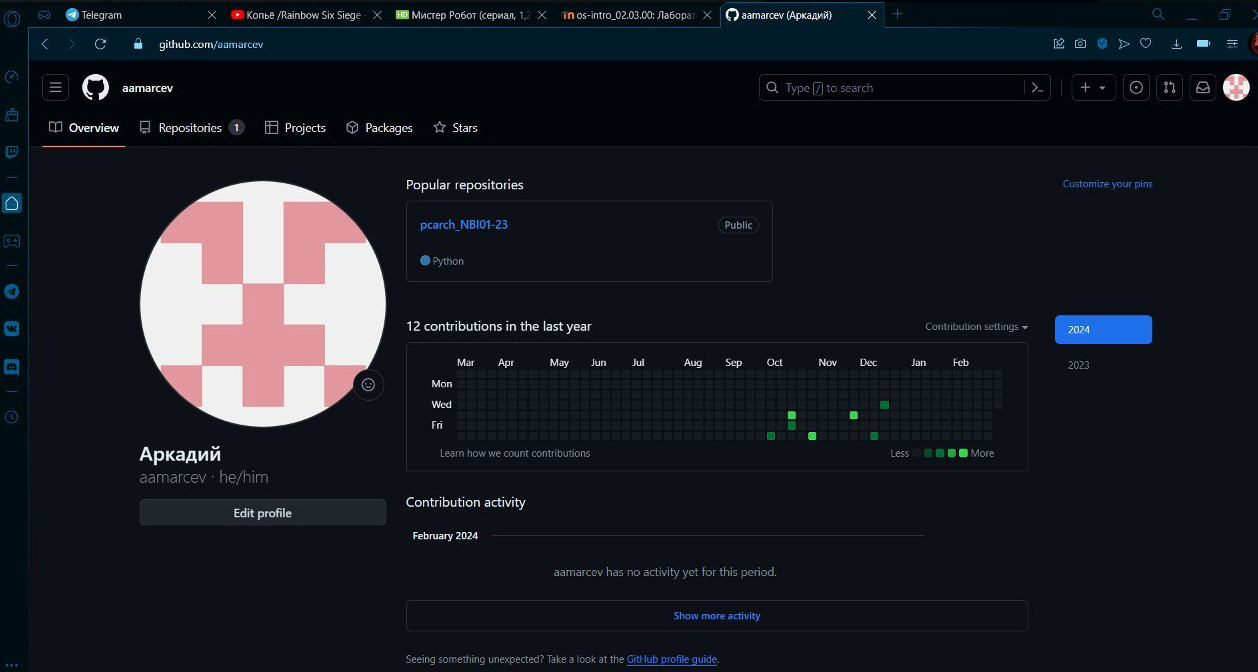 Telegram
Копьё /Rainbow Six Siege
HD Мистер Робот (сериал, 1,2
os-intro_02.03.00: Лаборат
aamarcev (Аркадий)
github.com/aamarcev
aamarcev
Type / to search
Overview
Repositories 1
Projects
Packages
Stars
Popular repositories
Customize your pins
pcarch_NBI01-23
Public
Python
12 contributions in the last year
Contribution settings
2024
2023
Mar Apr May Jun Jul Aug Sep Oct Nov Dec Jan Feb
Mon
Wed
Fri
Learn how we count contributions
Less More
Аркадий
aamarcev · he/him
Edit profile
Contribution activity
February 2024
aamarcev has no activity yet for this period.
Show more activity
Seeing something unexpected? Take a look at the GitHub profile guide.